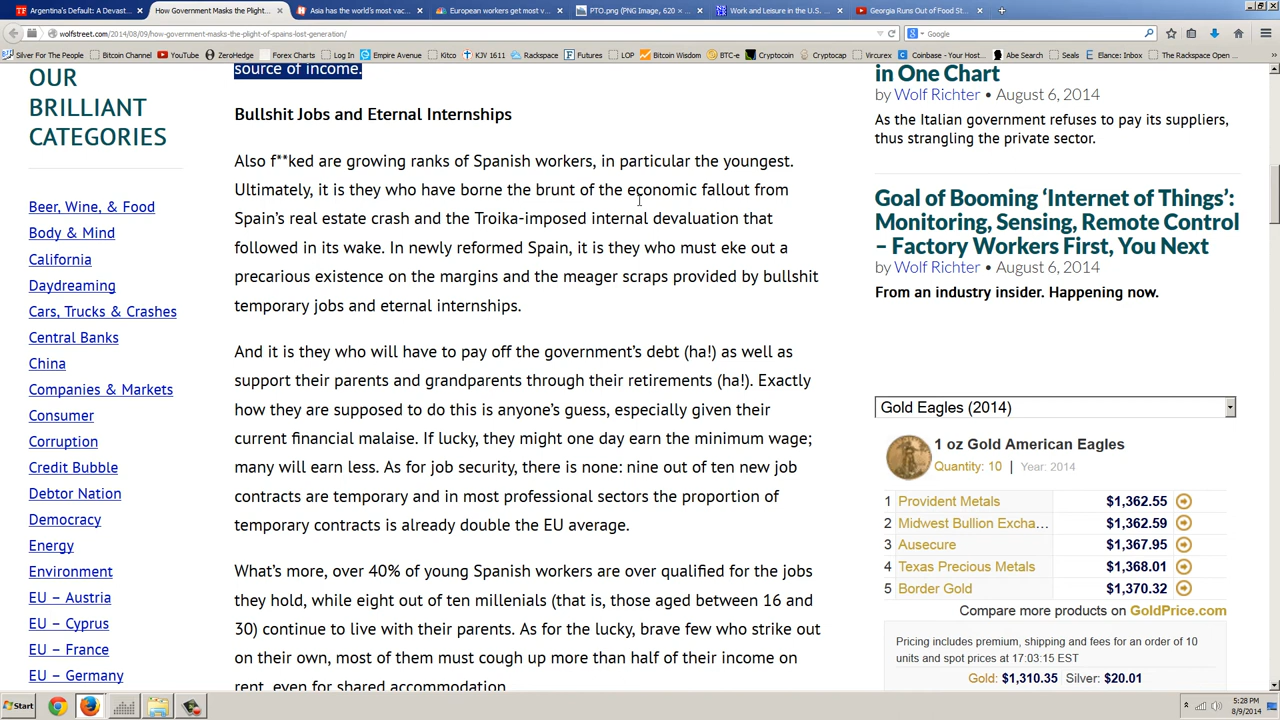 Argentina's Default: A Devast...
How Government Masks the Plight...
Asia has the world's most vac...
European workers get most v...
PTO.png (PNG Image, 620 × ...
Work and Leisure in the U.S. ...
Georgia Runs Out of Food St...
wolfstreet.com/2014/08/09/how-government-masks-the-plight-of-spains-lost-generation/
Google
Silver For The People
Bitcoin Channel
YouTube
ZeroHedge
Forex Charts
Log In
Empire Avenue
Kitco
KJV 1611
Rackspace
Futures
LOP
Bitcoin Wisdom
BTC-e
Cryptocoin
Cryptocap
Vircurex
Coinbase - Your Host...
Abe Search
Seals
Elance: Inbox
The Rackspace Open ...
OUR
BRILLIANT
CATEGORIES
Beer, Wine, & Food
Body & Mind
California
Daydreaming
Cars, Trucks & Crashes
Central Banks
China
Companies & Markets
Consumer
Corruption
Credit Bubble
Debtor Nation
Democracy
Energy
Environment
EU – Austria
EU – Cyprus
EU – France
EU – Germany
source of income.
Bullshit Jobs and Eternal Internships
Also f**ked are growing ranks of Spanish workers, in particular the youngest.
Ultimately, it is they who have borne the brunt of the economic fallout from
Spain's real estate crash and the Troika-imposed internal devaluation that
followed in its wake. In newly reformed Spain, it is they who must eke out a
precarious existence on the margins and the meager scraps provided by bullshit
temporary jobs and eternal internships.
And it is they who will have to pay off the government's debt (ha!) as well as
support their parents and grandparents through their retirements (ha!). Exactly
how they are supposed to do this is anyone's guess, especially given their
current financial malaise. If lucky, they might one day earn the minimum wage;
many will earn less. As for job security, there is none: nine out of ten new job
contracts are temporary and in most professional sectors the proportion of
temporary contracts is already double the EU average.
What's more, over 40% of young Spanish workers are over qualified for the jobs
they hold, while eight out of ten millenials (that is, those aged between 16 and
30) continue to live with their parents. As for the lucky, brave few who strike out
on their own, most of them must cough up more than half of their income on
rent, even for shared accommodation
in One Chart
by Wolf Richter • August 6, 2014
As the Italian government refuses to pay its suppliers,
thus strangling the private sector.
Goal of Booming 'Internet of Things':
Monitoring, Sensing, Remote Control
– Factory Workers First, You Next
by Wolf Richter • August 6, 2014
From an industry insider. Happening now.
Gold Eagles (2014)
1 oz Gold American Eagles
Quantity: 10 | Year: 2014
1 Provident Metals $1,362.55
2 Midwest Bullion Excha... $1,362.59
3 Ausecure $1,367.95
4 Texas Precious Metals $1,368.01
5 Border Gold $1,370.32
Compare more products on GoldPrice.com
Pricing includes premium, shipping and fees for an order of 10
units and spot prices at 17:03:15 EST
Gold: $1,310.35 Silver: $20.01
Start
5:28 PM
8/9/2014